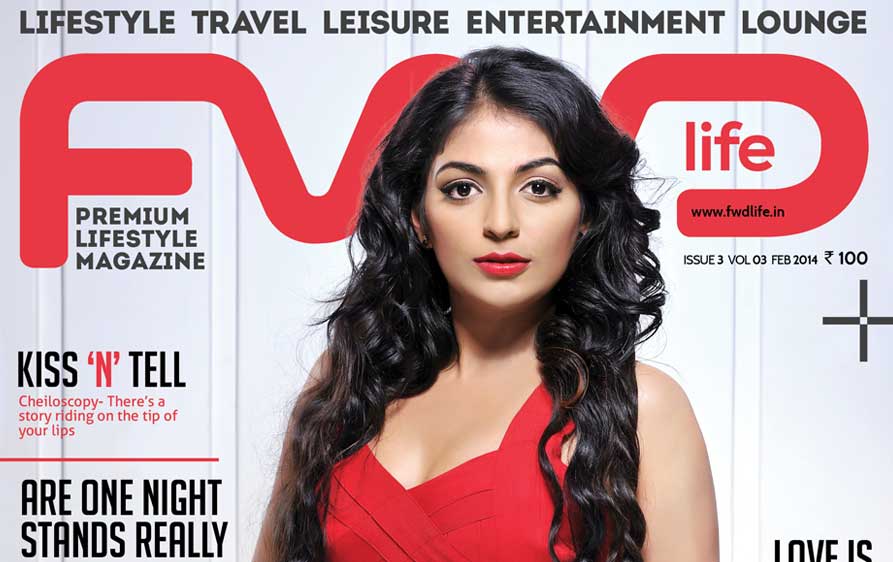 LIFESTYLE TRAVEL LEISURE ENTERTAINMENT LOUNGE
FWD
life
www.fwdlife.in
PREMIUM
LIFESTYLE
MAGAZINE
ISSUE 3 VOL 03 FEB 2014 ₹ 100
KISS 'N' TELL
Cheiloscopy- There's a
story riding on the tip of
your lips
ARE ONE NIGHT
STANDS REALLY
LOVE IS